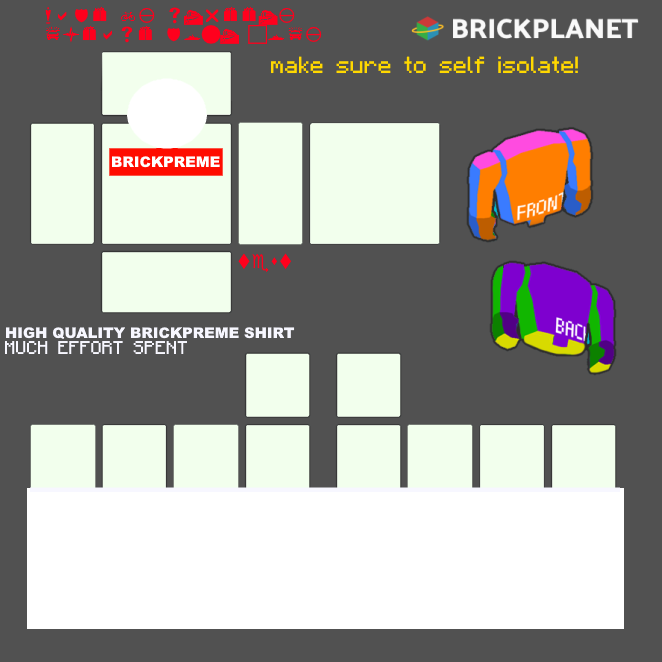 BRICKPLANET
make sure to self isolate!
BRICKPREME
FRONT
BACK
HIGH QUALITY BRICKPREME SHIRT
MUCH EFFORT SPENT